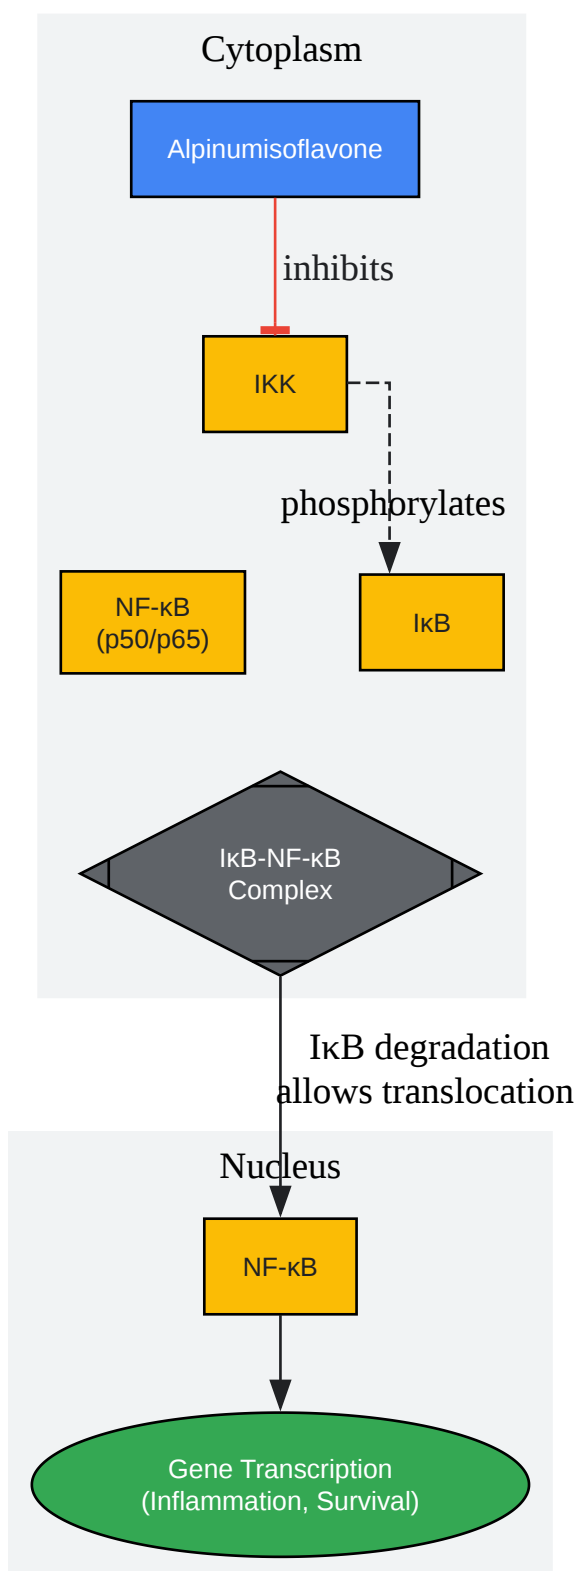 Cytoplasm
Alpinumisoflavone
inhibits
IKK
phosphorylates
NF-κB
(p50/p65)
IκB
IκB-NF-κB
Complex
IκB degradation
allows translocation
Nucleus
NF-κB
Gene Transcription
(Inflammation, Survival)